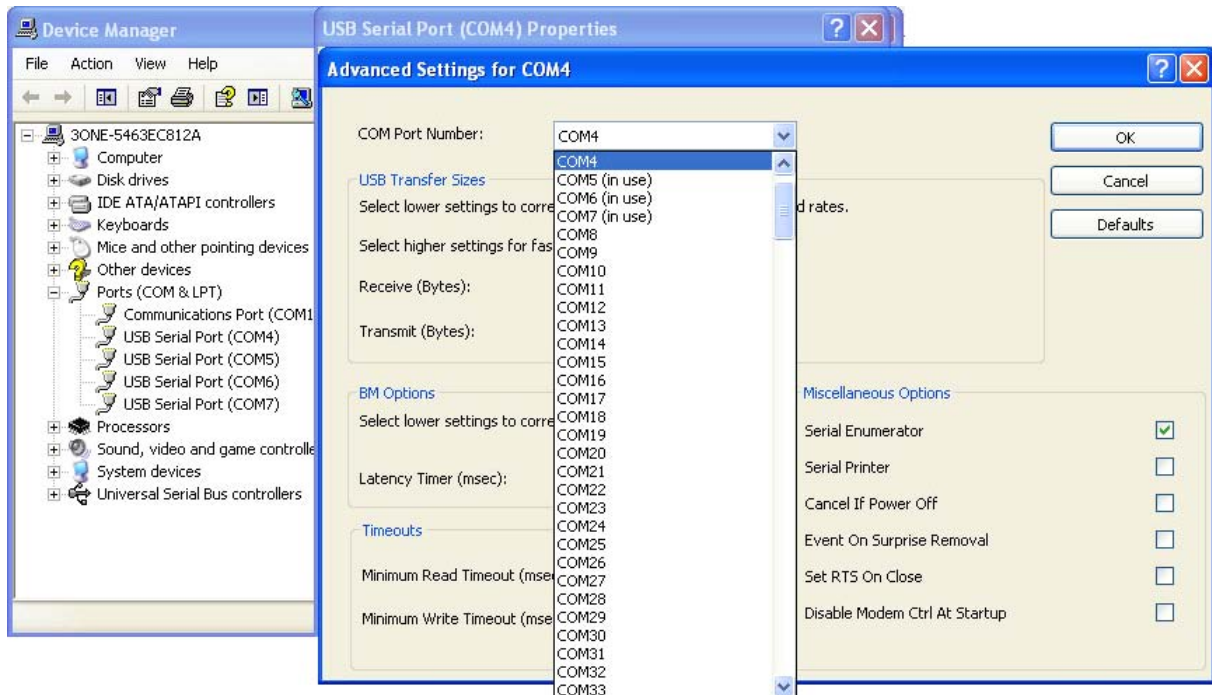 Device Manager
File Action View Help
3ONE-5463EC812A
Computer
Disk drives
IDE ATA/ATAPI controllers
Keyboards
Mice and other pointing devices
Other devices
Ports (COM & LPT)
Communications Port (COM1
USB Serial Port (COM4)
USB Serial Port (COM5)
USB Serial Port (COM6)
USB Serial Port (COM7)
Processors
Sound, video and game controlle
System devices
Universal Serial Bus controllers
USB Serial Port (COM4) Properties
Advanced Settings for COM4
COM Port Number: COM4
OK
Cancel
Defaults
USB Transfer Sizes
Select lower settings to corre d rates.
Select higher settings for fas
Receive (Bytes):
Transmit (Bytes):
BM Options
Select lower settings to corre
Latency Timer (msec):
Timeouts
Minimum Read Timeout (mse
Minimum Write Timeout (mse
COM4
COM5 (in use)
COM6 (in use)
COM7 (in use)
COM8
COM9
COM10
COM11
COM12
COM13
COM14
COM15
COM16
COM17
COM18
COM19
COM20
COM21
COM22
COM23
COM24
COM25
COM26
COM27
COM28
COM29
COM30
COM31
COM32
COM33
Miscellaneous Options
Serial Enumerator
Serial Printer
Cancel If Power Off
Event On Surprise Removal
Set RTS On Close
Disable Modem Ctrl At Startup